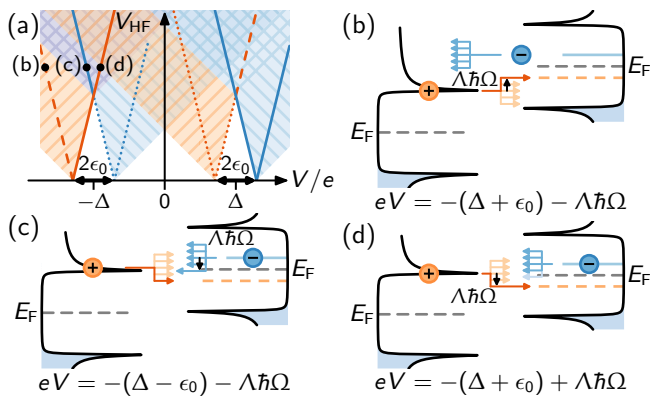 (a)
V_HF
(b) (c) (d)
2ϵ₀ 2ϵ₀
−Δ 0 Δ V/e
(b)
−
Λℏ Ω
+
E_F
E_F
eV = −(Δ + ϵ₀) − ΛℏΩ
(c)
ΛℏΩ
−
+
E_F
E_F
eV = −(Δ − ϵ₀) − ΛℏΩ
(d)
−
+
E_F
ΛℏΩ
E_F
eV = −(Δ + ϵ₀) + ΛℏΩ